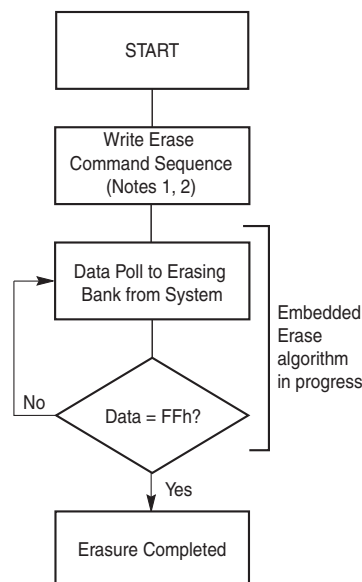 START
Write Erase
Command Sequence
(Notes 1, 2)
Data Poll to Erasing
Bank from System
Embedded
Erase
algorithm
in progress
No
Data = FFh?
Yes
Erasure Completed